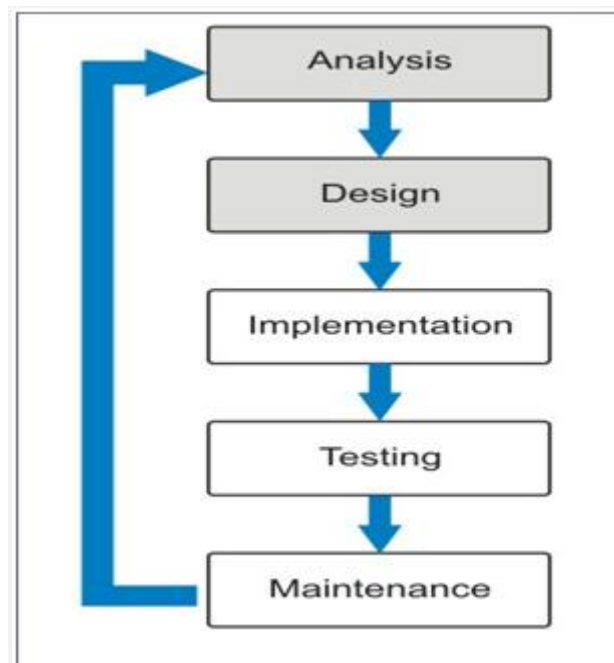 Analysis
Design
Implementation
Testing
Maintenance